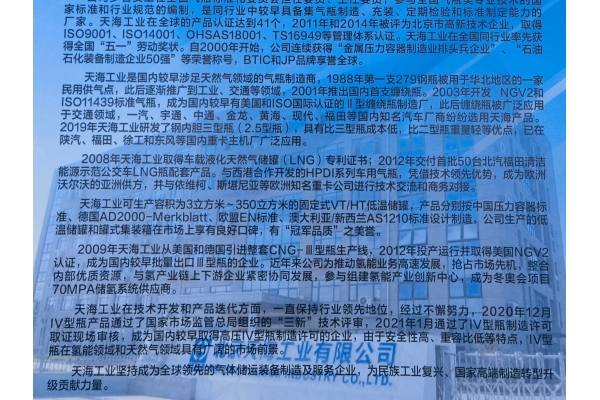 家标准和行业规范的编制，是同行业中较早具备集气瓶制造、充装、定期检验和标准制定能力的
厂家。天海工业在全球的产品认证达到41个，2011年和2014年被评为北京市高新技术企业，取得
ISO9001、ISO14001、OHSAS18001、TS16949等管理体系认证。天海工业在全国同行业率先获
得全国“五一”劳动奖状。自2000年开始，公司连续获得“金属压力容器制造业排头兵企业”、“石油
石化装备制造企业50强”等荣誉称号，BTIC和JP品牌享誉全球。
天海工业是国内较早涉足天然气领域的气瓶制造商，1988年第一支279钢瓶被用于华北地区的一家
民用供气点，此后逐渐推广到工业、交通等领域，2001年推出国内首支缠绕瓶。2003年开发 NGV2和
ISO11439标准气瓶，成为国内较早有美国和ISO国际认证的Ⅱ型缠绕瓶制造厂，此后缠绕瓶被广泛应用
于交通领域，一汽、宇通、中通、金龙、黄海、现代、福田等国内知名汽车厂商纷纷选用天海产品。
2019年天海工业研发了钢内胆三型瓶（2.5型瓶），具有比三型瓶成本低，比二型瓶重量轻等优点，已在
陕汽、福田、徐工和东风等国内重卡主机厂广泛应用。
2008年天海工业取得车载液化天然气储罐（LNG）专利证书；2012年交付首批50台北汽福田清洁
能源示范公交车LNG瓶配套产品。与西港合作开发的HPDI系列车用气瓶，凭借技术领先优势，成为欧洲
沃尔沃的亚洲供方，并与依维柯、斯堪尼亚等欧洲知名重卡公司进行技术交流和商务对接。
天海工业可生产容积为3立方米～350立方米的固定式VT/HT低温储罐，产品分别按中国压力容器标
准、德国AD2000-Merkblatt、欧盟EN标准、澳大利亚/新西兰AS1210标准设计制造，公司生产的低
温储罐和罐式集装箱在市场上享有良好口碑，有“冠军品质”之美誉。
2009年天海工业从美国和德国引进整套CNG-Ⅲ型瓶生产线，2012年投产运行并取得美国NGV2
认证，成为国内较早批量出口Ⅲ型瓶的企业。近年来公司为推动氢能业务高速发展，抢占市场先机，整合
内部优质资源，与氢产业链上下游企业紧密协同发展，参与组建氢能产业创新中心，成为冬奥会项目
70MPA储氢系统供应商。
天海工业在技术开发和产品迭代方面，一直保持行业领先地位，经过不懈努力，2020年12月
Ⅳ型瓶产品通过了国家市场监管总局组织的“三新”技术评审，2021年1月通过了Ⅳ型瓶制造许可
取证现场审核，成为国内较早取得高压Ⅳ型瓶制造许可的企业，由于安全性高、重容比低等特点，Ⅳ型
瓶在氢能领域和天然气领域具有广阔的市场前景。
天海工业坚持成为全球领先的气体储运装备制造及服务企业，为民族工业复兴、国家高端制造转型升
级贡献力量。
工业有限公司
INDUSTRY CO.,LTD.